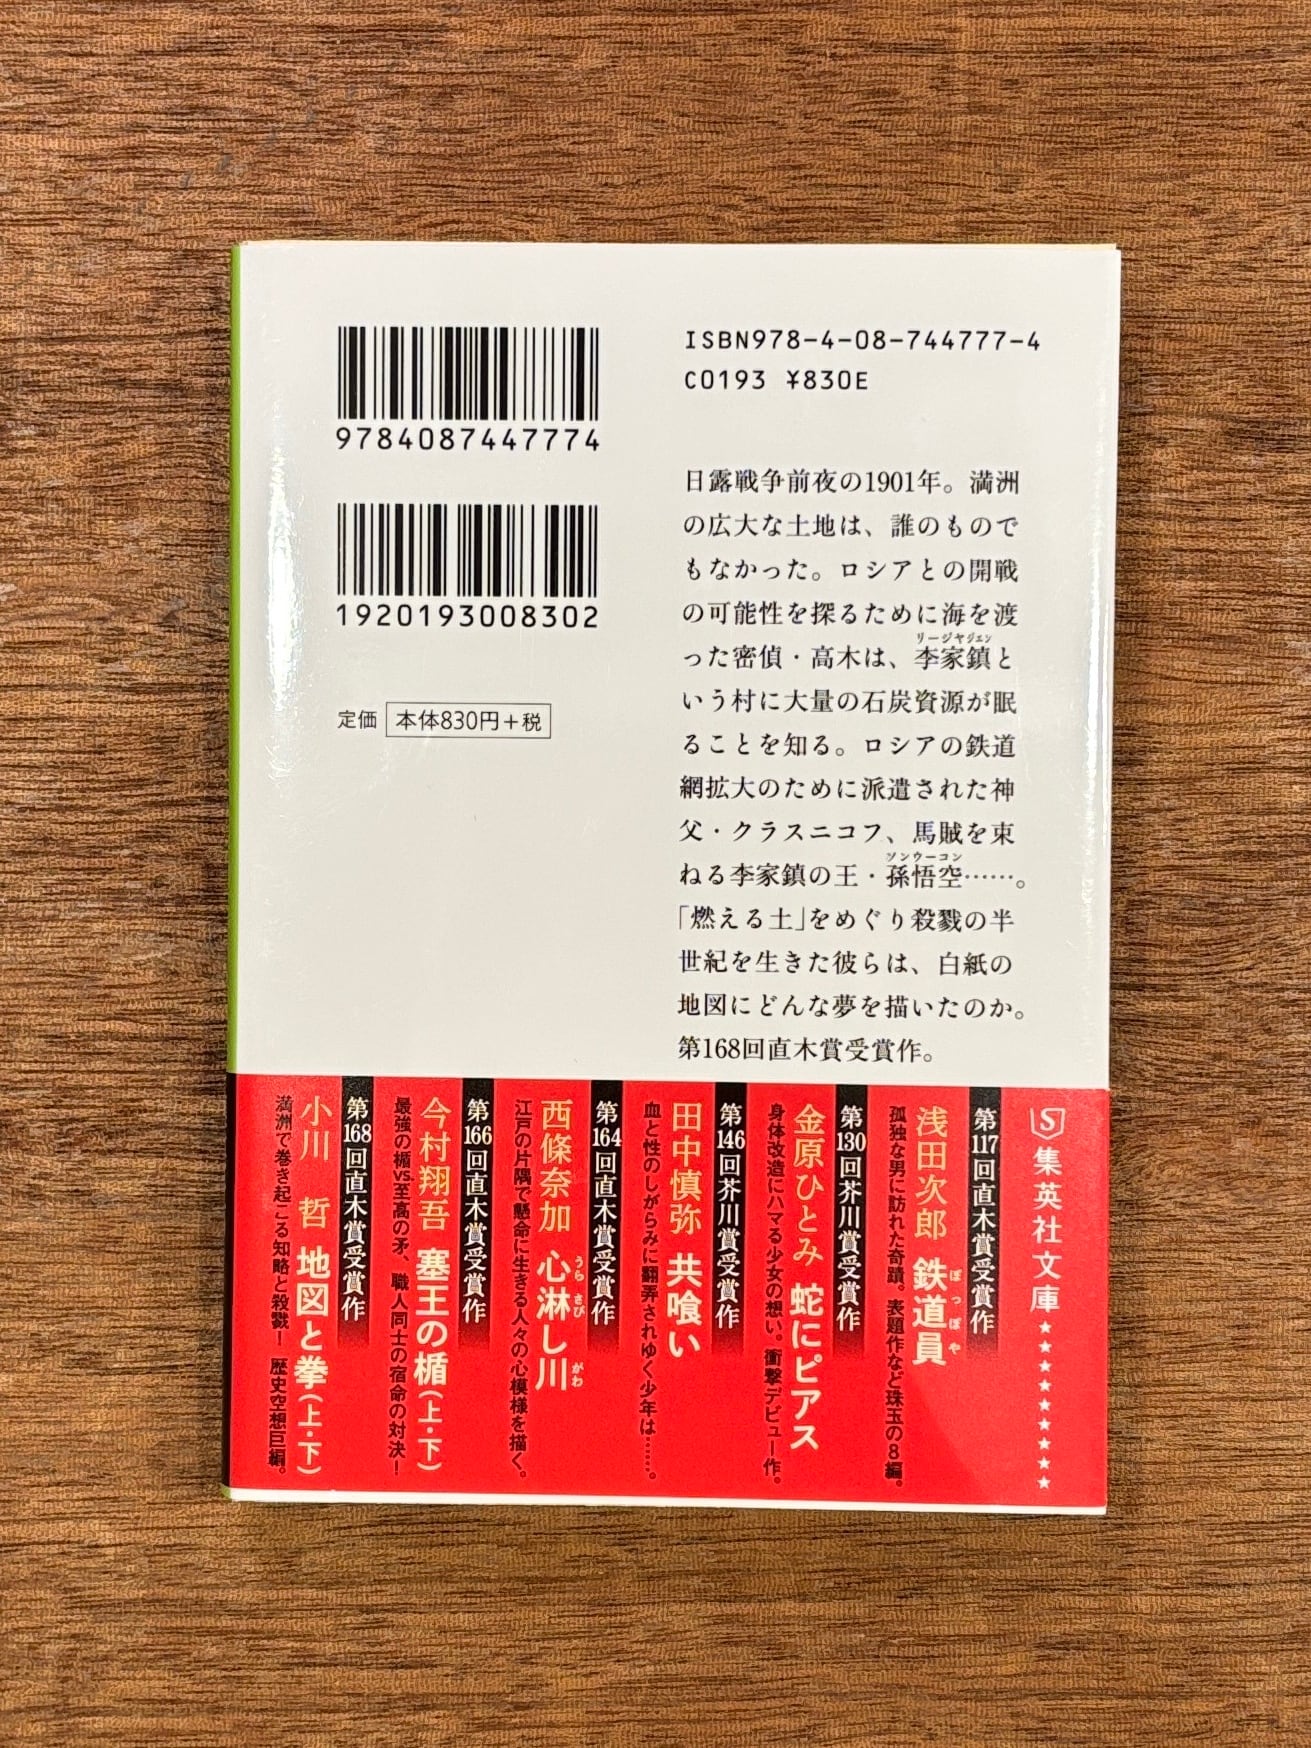 9784087447774
1920193008302
定価 本体830円+税
ISBN978-4-08-744777-4
C0193 ¥830E
日露戦争前夜の1901年。満洲
の広大な土地は、誰のもので
もなかった。ロシアとの開戦
の可能性を探るために海を渡
った密偵・高木は、李家鎮と
リージャジェン
いう村に大量の石炭資源が眠
ることを知る。ロシアの鉄道
網拡大のために派遣された神
父・クラスニコフ、馬賊を束
ねる李家鎮の王・孫悟空……。
ソンウーコン
「燃える土」をめぐり殺戮の半
世紀を生きた彼らは、白紙の
地図にどんな夢を描いたのか。
第168回直木賞受賞作。
S 集英社文庫 ★★★★★★★★★
第117回直木賞受賞作
浅田次郎 鉄道員
ぽっぽや
孤独な男に訪れた奇蹟。表題作など珠玉の8編。
第130回芥川賞受賞作
金原ひとみ 蛇にピアス
身体改造にハマる少女の想い。衝撃デビュー作。
第146回芥川賞受賞作
田中慎弥 共喰い
血と性のしがらみに翻弄されゆく少年は……。
第164回直木賞受賞作
西條奈加 心淋し川
うらさびがわ
江戸の片隅で懸命に生きる人々の心模様を描く。
第166回直木賞受賞作
今村翔吾 塞王の楯(上・下)
最強の楯vs.至高の矛、職人同士の宿命の対決!
第168回直木賞受賞作
小川 哲 地図と拳(上・下)
満洲で巻き起こる知略と殺戮! 歴史空想巨編。